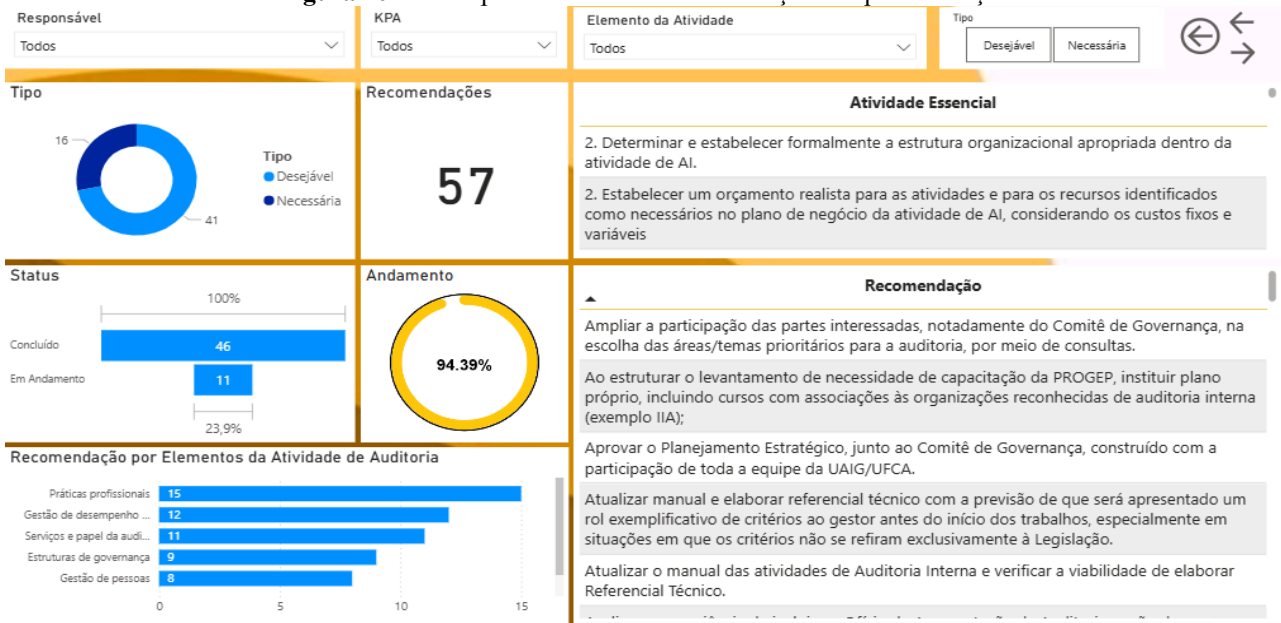 Responsável
Todos
KPA
Todos
Elemento da Atividade
Todos
Tipo
Desejável
Necessária
Tipo
16
41
Tipo
Desejável
Necessária
Recomendações
57
Atividade Essencial
2. Determinar e estabelecer formalmente a estrutura organizacional apropriada dentro da
atividade de AI.
2. Estabelecer um orçamento realista para as atividades e para os recursos identificados
como necessários no plano de negócio da atividade de AI, considerando os custos fixos e
variáveis
Status
100%
Concluído
46
Em Andamento
11
23,9%
Andamento
94.39%
Recomendação
Ampliar a participação das partes interessadas, notadamente do Comitê de Governança, na
escolha das áreas/temas prioritários para a auditoria, por meio de consultas.
Ao estruturar o levantamento de necessidade de capacitação da PROGEP, instituir plano
próprio, incluindo cursos com associações às organizações reconhecidas de auditoria interna
(exemplo IIA);
Aprovar o Planejamento Estratégico, junto ao Comitê de Governança, construído com a
participação de toda a equipe da UAIG/UFCA.
Atualizar manual e elaborar referencial técnico com a previsão de que será apresentado um
rol exemplificativo de critérios ao gestor antes do início dos trabalhos, especialmente em
situações em que os critérios não se refiram exclusivamente à Legislação.
Atualizar o manual das atividades de Auditoria Interna e verificar a viabilidade de elaborar
Referencial Técnico.
Recomendação por Elementos da Atividade de Auditoria
Práticas profissionais 15
Gestão de desempenho ... 12
Serviços e papel da audi... 11
Estruturas de governança 9
Gestão de pessoas 8
0 5 10 15